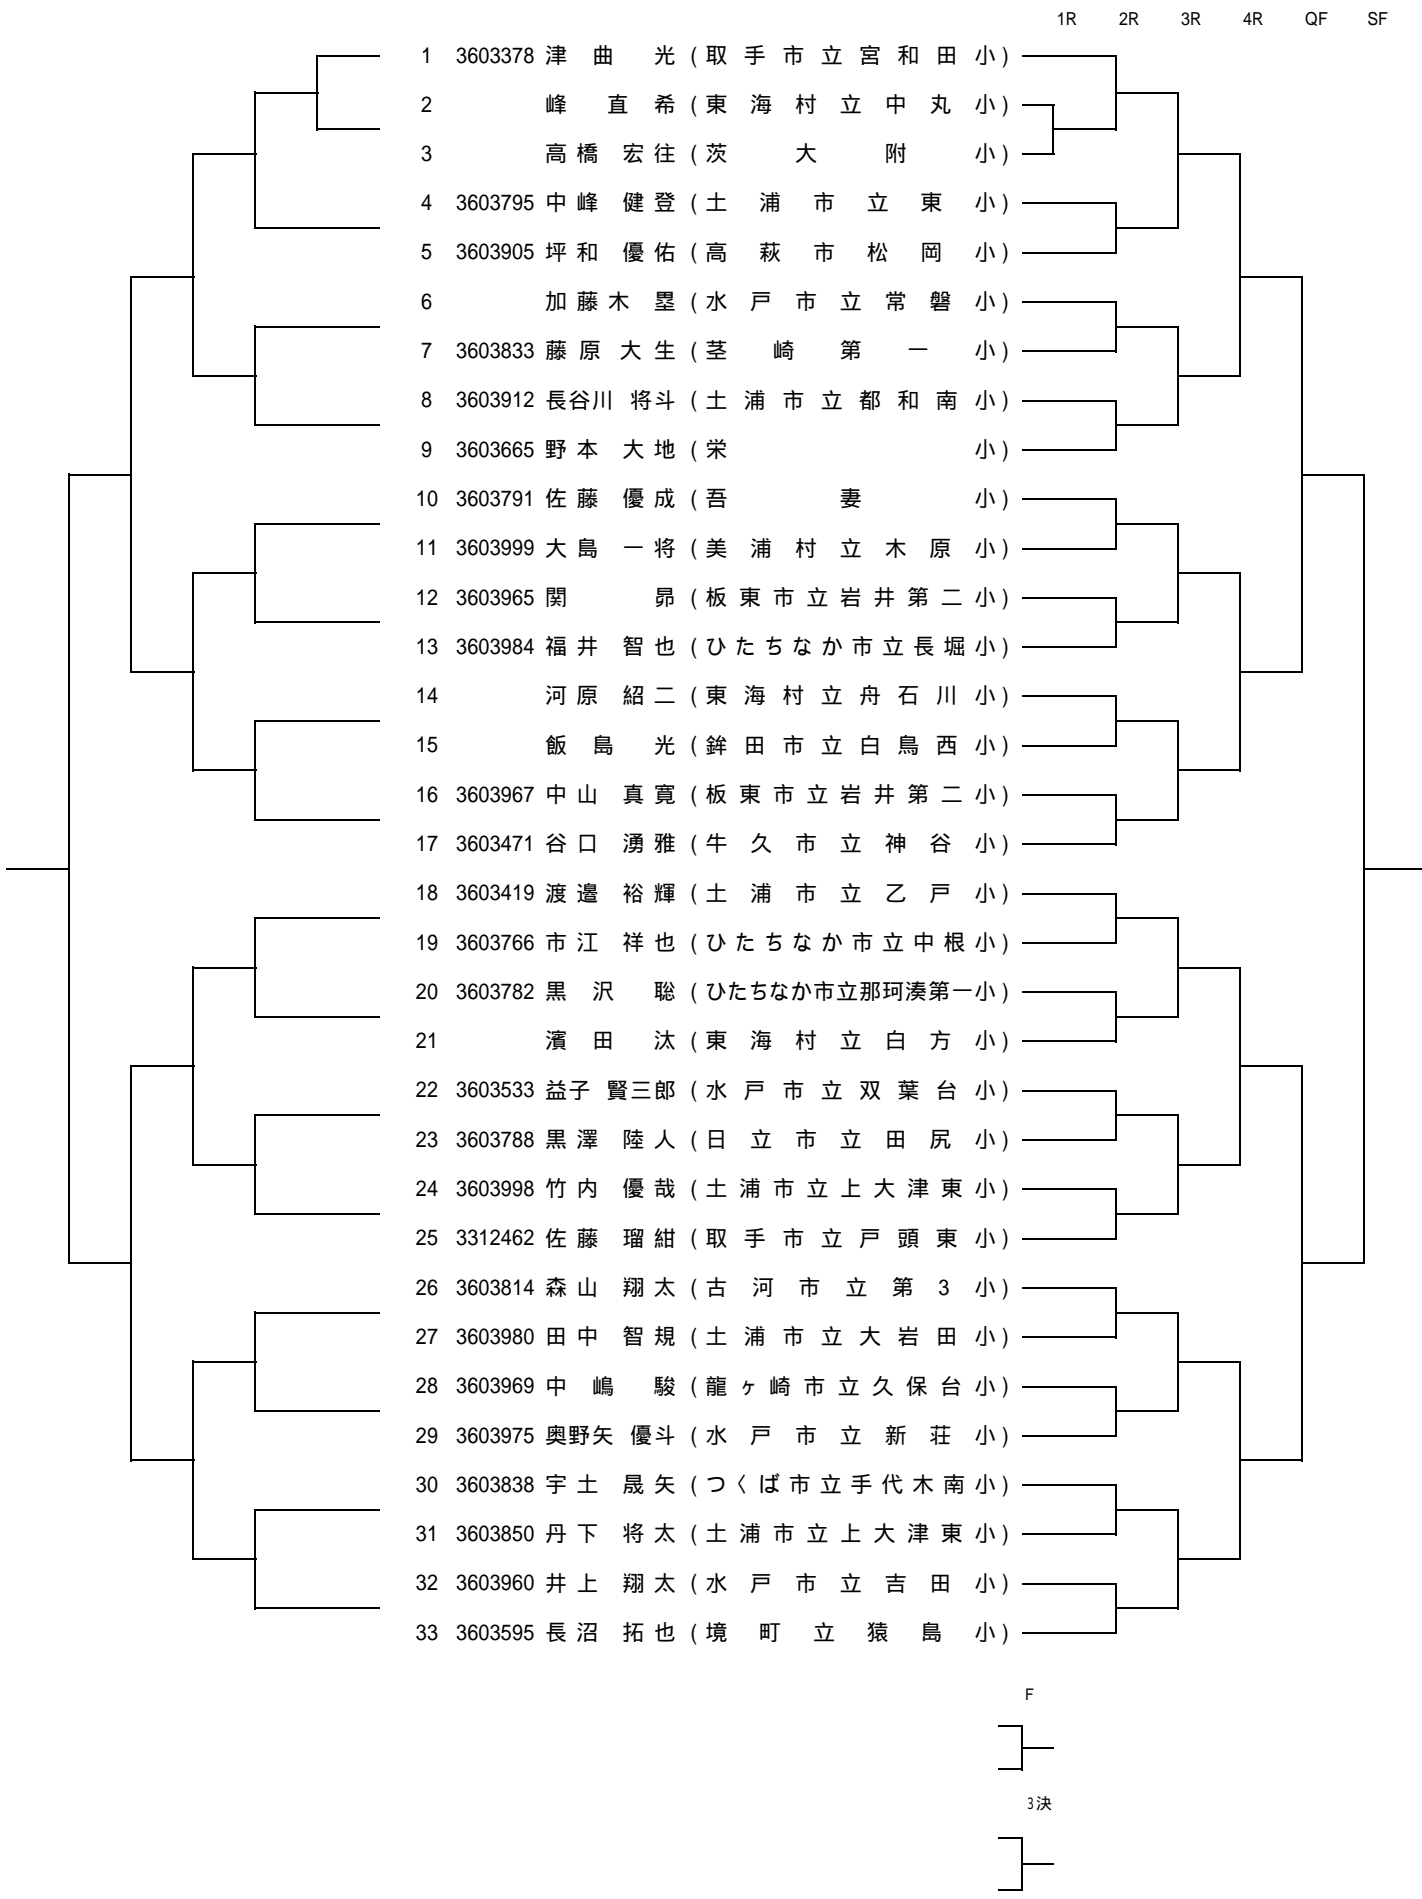 1R 2R 3R 4R QF SF
1 3603378 津曲 光 (取手市立宮和田小)
2 峰 直希 (東海村立中丸小)
3 高橋 宏往 (茨大附小)
4 3603795 中峰 健登 (土浦市立東小)
5 3603905 坪和 優佑 (高萩市松岡小)
6 加藤木 塁 (水戸市立常磐小)
7 3603833 藤原 大生 (茎崎第一小)
8 3603912 長谷川 将斗 (土浦市立都和南小)
9 3603665 野本 大地 (栄小)
10 3603791 佐藤 優成 (吾妻小)
11 3603999 大島 一将 (美浦村立木原小)
12 3603965 関 昴 (板東市立岩井第二小)
13 3603984 福井 智也 (ひたちなか市立長堀小)
14 河原 紹二 (東海村立舟石川小)
15 飯島 光 (鉾田市立白鳥西小)
16 3603967 中山 真寛 (板東市立岩井第二小)
17 3603471 谷口 湧雅 (牛久市立神谷小)
18 3603419 渡邉 裕輝 (土浦市立乙戸小)
19 3603766 市江 祥也 (ひたちなか市立中根小)
20 3603782 黒沢 聡 (ひたちなか市立那珂湊第一小)
21 濱田 汰 (東海村立白方小)
22 3603533 益子 賢三郎 (水戸市立双葉台小)
23 3603788 黒澤 陸人 (日立市立田尻小)
24 3603998 竹内 優哉 (土浦市立上大津東小)
25 3312462 佐藤 瑠紺 (取手市立戸頭東小)
26 3603814 森山 翔太 (古河市立第3小)
27 3603980 田中 智規 (土浦市立大岩田小)
28 3603969 中嶋 駿 (龍ヶ崎市立久保台小)
29 3603975 奥野矢 優斗 (水戸市立新荘小)
30 3603838 宇土 晟矢 (つくば市立手代木南小)
31 3603850 丹下 将太 (土浦市立上大津東小)
32 3603960 井上 翔太 (水戸市立吉田小)
33 3603595 長沼 拓也 (境町立猿島小)
F
3決